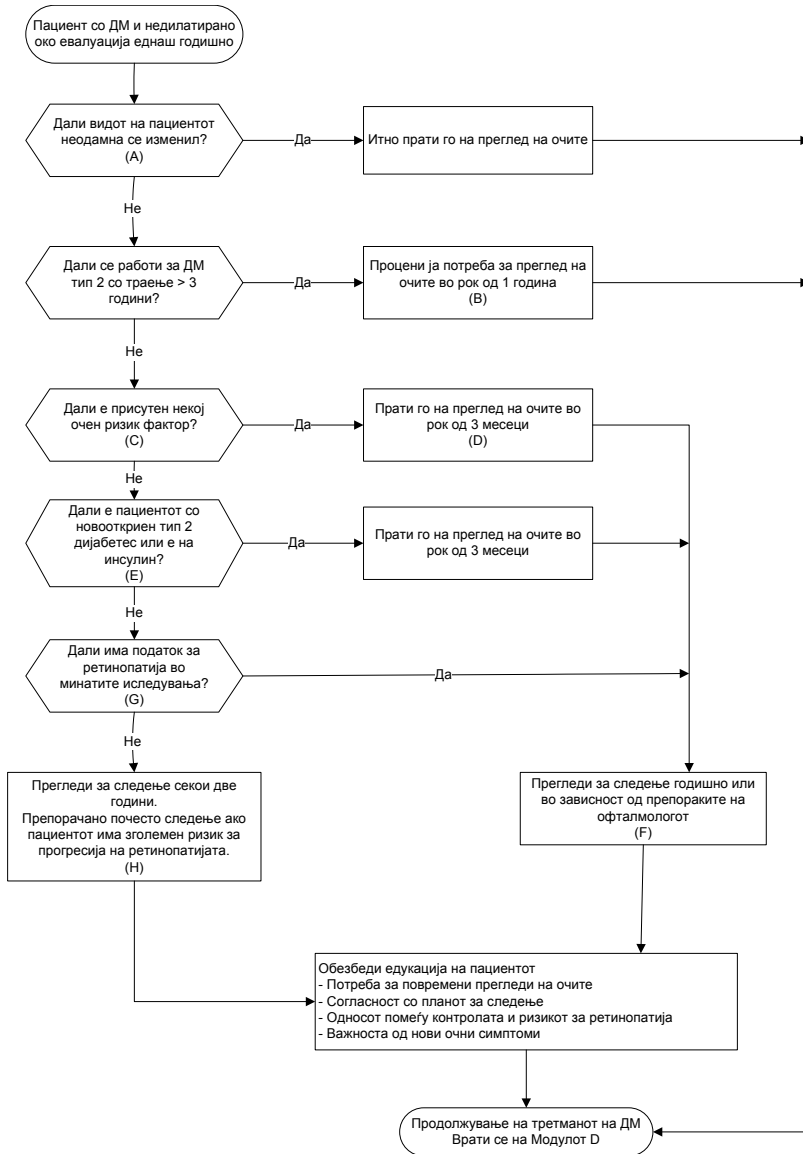 Пациент со ДМ и недилатирано
око евалуација еднаш годишно
Дали видот на пациентот
неодамна се изменил?
(A)
Да
Итно прати го на преглед на очите
Не
Дали се работи за ДМ
тип 2 со траење > 3
години?
Да
Процени ја потреба за преглед на
очите во рок од 1 година
(B)
Не
Дали е присутен некој
очен ризик фактор?
(C)
Да
Прати го на преглед на очите во
рок од 3 месеци
(D)
Не
Дали е пациентот со
новооткриен тип 2
дијабетес или е на
инсулин?
(E)
Да
Прати го на преглед на очите во
рок од 3 месеци
Не
Дали има податок за
ретинопатија во
минатите иследувања?
(G)
Да
Не
Прегледи за следење секои две
години.
Препорачано почесто следење ако
пациентот има зголемен ризик за
прогресија на ретинопатијата.
(H)
Прегледи за следење годишно или
во зависност од препораките на
офталмологот
(F)
Обезбеди едукација на пациентот
- Потреба за повремени прегледи на очите
- Согласност со планот за следење
- Односот помеѓу контролата и ризикот за ретинопатија
- Важноста од нови очни симптоми
Продолжување на третманот на ДМ
Врати се на Модулот D